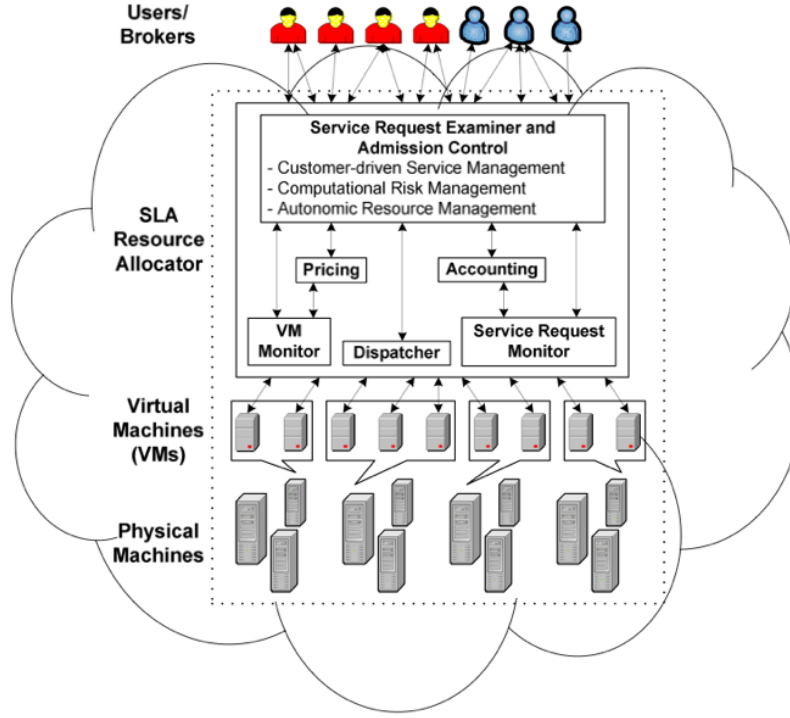 Users/
Brokers
Service Request Examiner and
Admission Control
- Customer-driven Service Management
- Computational Risk Management
- Autonomic Resource Management
SLA
Resource
Allocator
Pricing
Accounting
VM
Monitor
Dispatcher
Service Request
Monitor
Virtual
Machines
(VMs)
Physical
Machines